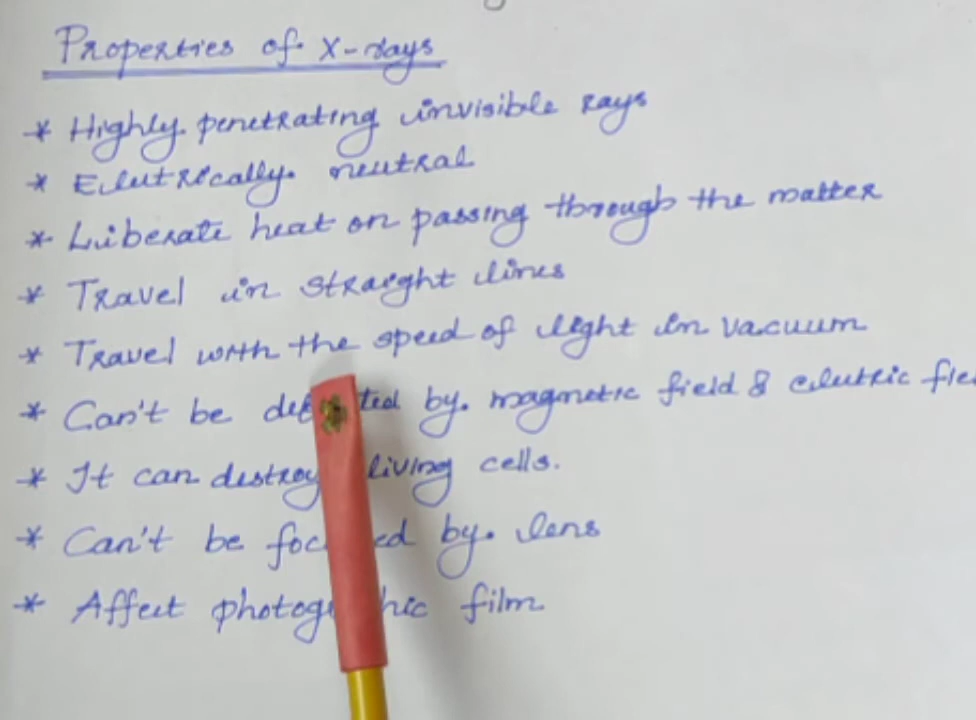 Properties of X-rays
* Highly penetrating invisible rays
* Electrically neutral
* Liberate heat on passing through the matter
* Travel in straight lines
* Travel with the speed of light in vacuum
* Can't be by magnetic field & electric
* It can destroy living cells.
* Can't be by lens
* Affect film